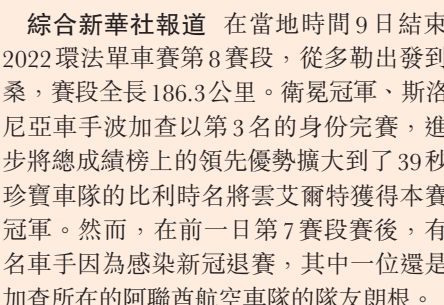 綜合新華社報道 在當地時間9日結束
2022環法單車賽第8賽段，從多勒出發到
桑，賽段全長186.3公里。衛冕冠軍、斯洛
尼亞車手波加查以第3名的身份完賽，進
步將總成績榜上的領先優勢擴大到了39秒
珍寶車隊的比利時名將雲艾爾特獲得本賽
冠軍。然而，在前一日第7賽段賽後，有
名車手因為感染新冠退賽，其中一位還是
加查所在的阿聯酋航空車隊的隊友朗根。